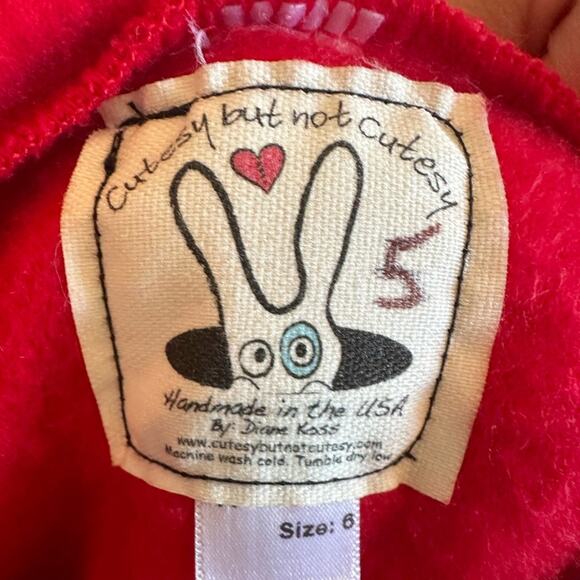 Cutesy but not Cutesy
5
Handmade in the USA
By: Diane Koss
www.cutesybutnotcutesy.com
Machine wash cold. Tumble dry low
Size: 6